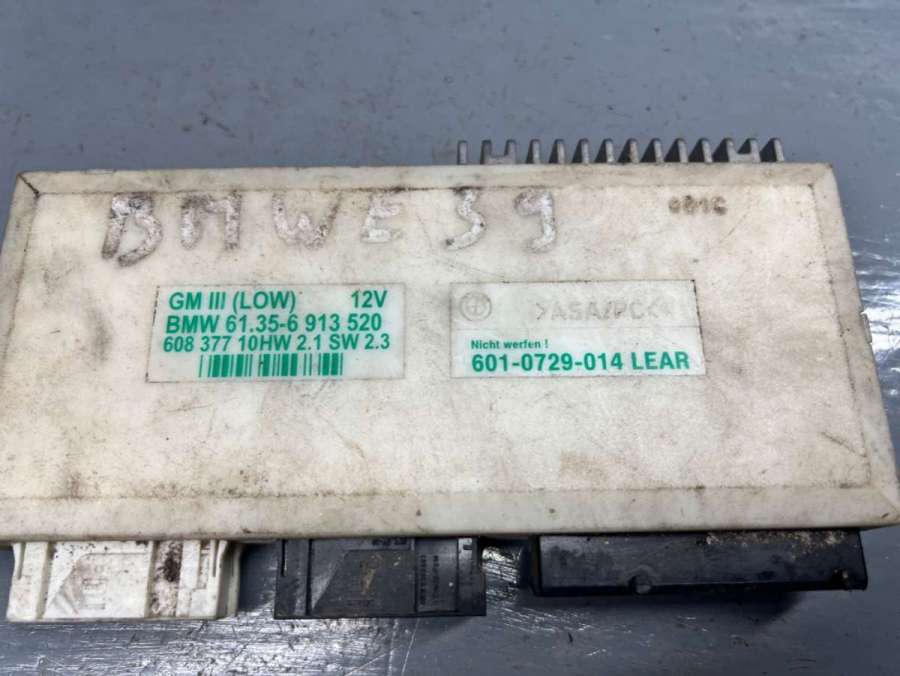 BMW E 39
GM III (LOW) 12V
BMW 61.35-6 913 520
608 377 10HW 2.1 SW 2.3
>ASA/PC<
Nicht werfen !
601-0729-014 LEAR